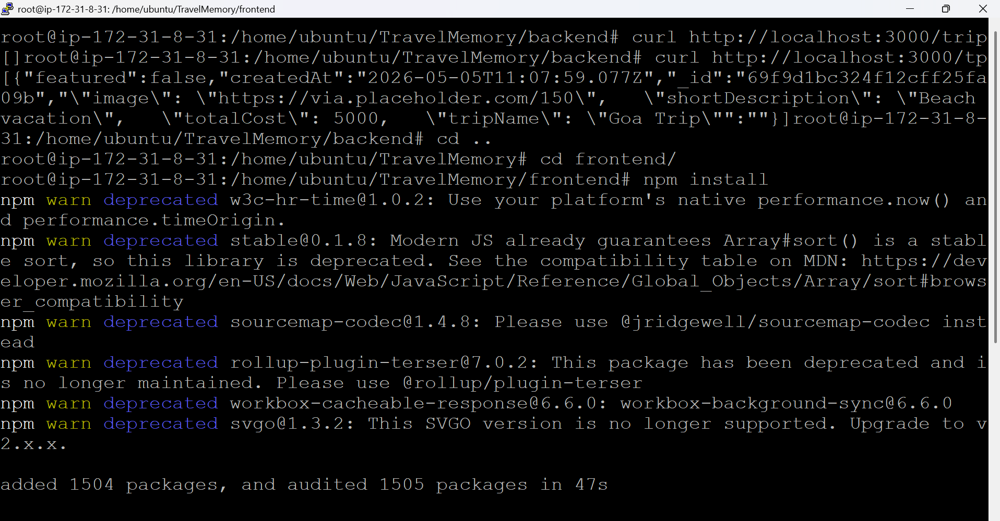 root@ip-172-31-8-31: /home/ubuntu/TravelMemory/frontend
root@ip-172-31-8-31:/home/ubuntu/TravelMemory/backend# curl http://localhost:3000/trip
[]root@ip-172-31-8-31:/home/ubuntu/TravelMemory/backend# curl http://localhost:3000/tp
[{"featured":false,"createdAt":"2026-05-05T11:07:59.077Z","_id":"69f9d1bc324f12cff25fa
09b","\"image\": \"https://via.placeholder.com/150\",   \"shortDescription\": \"Beach
vacation\",   \"totalCost\": 5000,   \"tripName\": \"Goa Trip\"":""}]root@ip-172-31-8-
31:/home/ubuntu/TravelMemory/backend# cd ..
root@ip-172-31-8-31:/home/ubuntu/TravelMemory# cd frontend/
root@ip-172-31-8-31:/home/ubuntu/TravelMemory/frontend# npm install
npm warn deprecated w3c-hr-time@1.0.2: Use your platform's native performance.now() an
d performance.timeOrigin.
npm warn deprecated stable@0.1.8: Modern JS already guarantees Array#sort() is a stabl
e sort, so this library is deprecated. See the compatibility table on MDN: https://dev
eloper.mozilla.org/en-US/docs/Web/JavaScript/Reference/Global_Objects/Array/sort#brows
er_compatibility
npm warn deprecated sourcemap-codec@1.4.8: Please use @jridgewell/sourcemap-codec inst
ead
npm warn deprecated rollup-plugin-terser@7.0.2: This package has been deprecated and i
s no longer maintained. Please use @rollup/plugin-terser
npm warn deprecated workbox-cacheable-response@6.6.0: workbox-background-sync@6.6.0
npm warn deprecated svgo@1.3.2: This SVGO version is no longer supported. Upgrade to v
2.x.x.
added 1504 packages, and audited 1505 packages in 47s